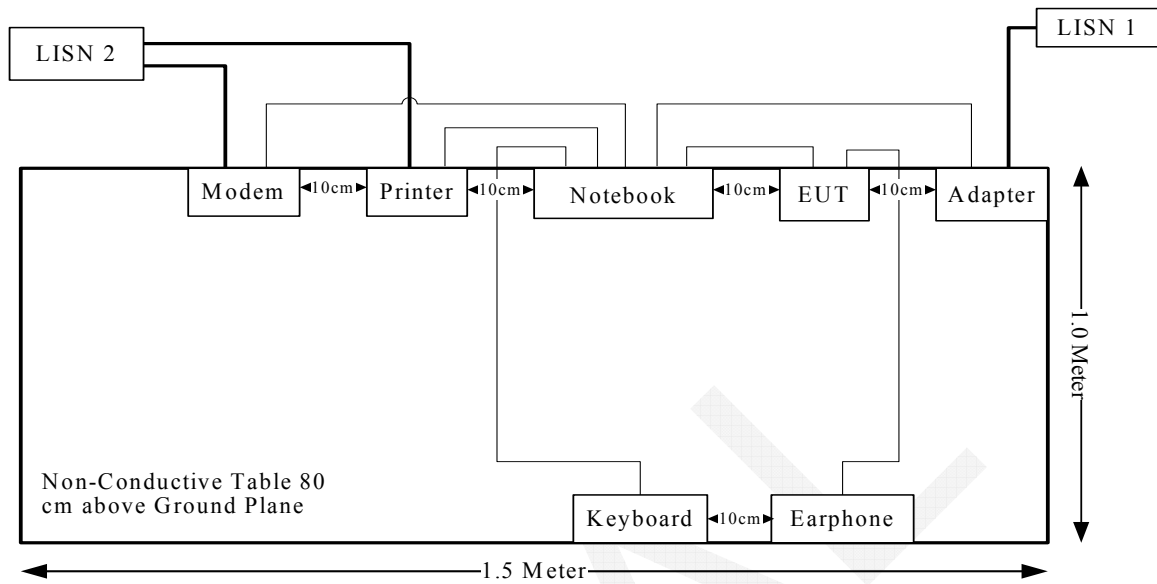 LISN 2
LISN 1
Modem
10cm
Printer
10cm
Notebook
10cm
EUT
10cm
Adapter
1.0 Meter
Non-Conductive Table 80
cm above Ground Plane
Keyboard
10cm
Earphone
1.5 Meter